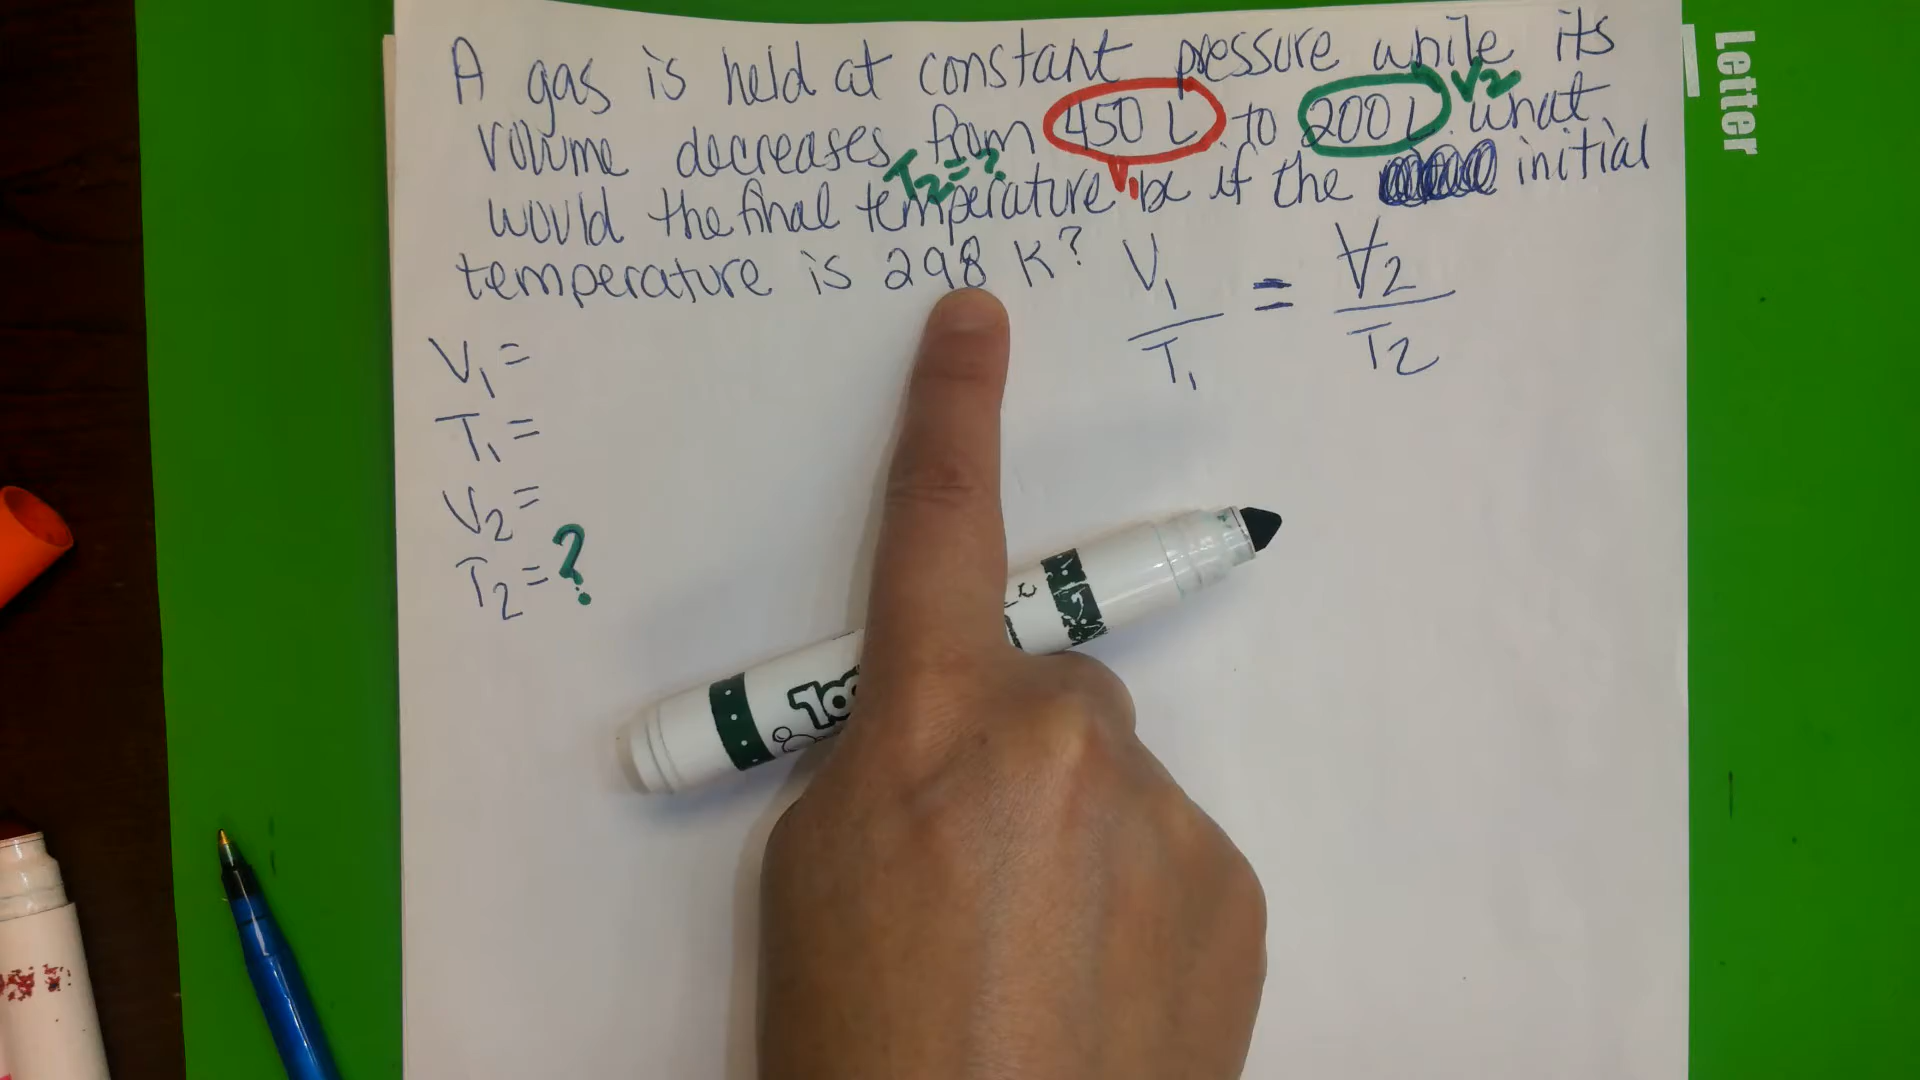 A gas is held at constant pressure while its
V2
volume decreases from 450 L to 200 L. what
T2=? V1
would the final temperature be if the initial
temperature is 298 K?
V1 = V2
T1 T2
V1 =
T1 =
V2 =
T2 = ?
Letter